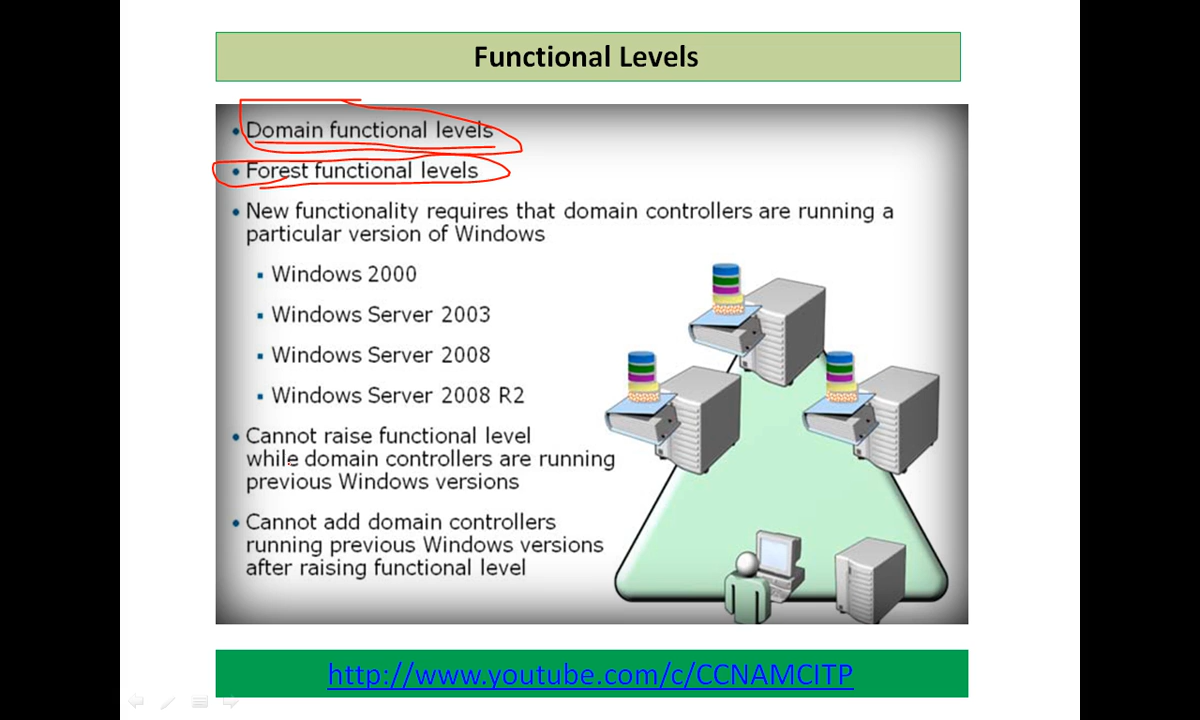 Functional Levels
• Domain functional levels
• Forest functional levels
• New functionality requires that domain controllers are running a
particular version of Windows
▪ Windows 2000
▪ Windows Server 2003
▪ Windows Server 2008
▪ Windows Server 2008 R2
• Cannot raise functional level
while domain controllers are running
previous Windows versions
• Cannot add domain controllers
running previous Windows versions
after raising functional level
http://www.youtube.com/c/CCNAMCITP